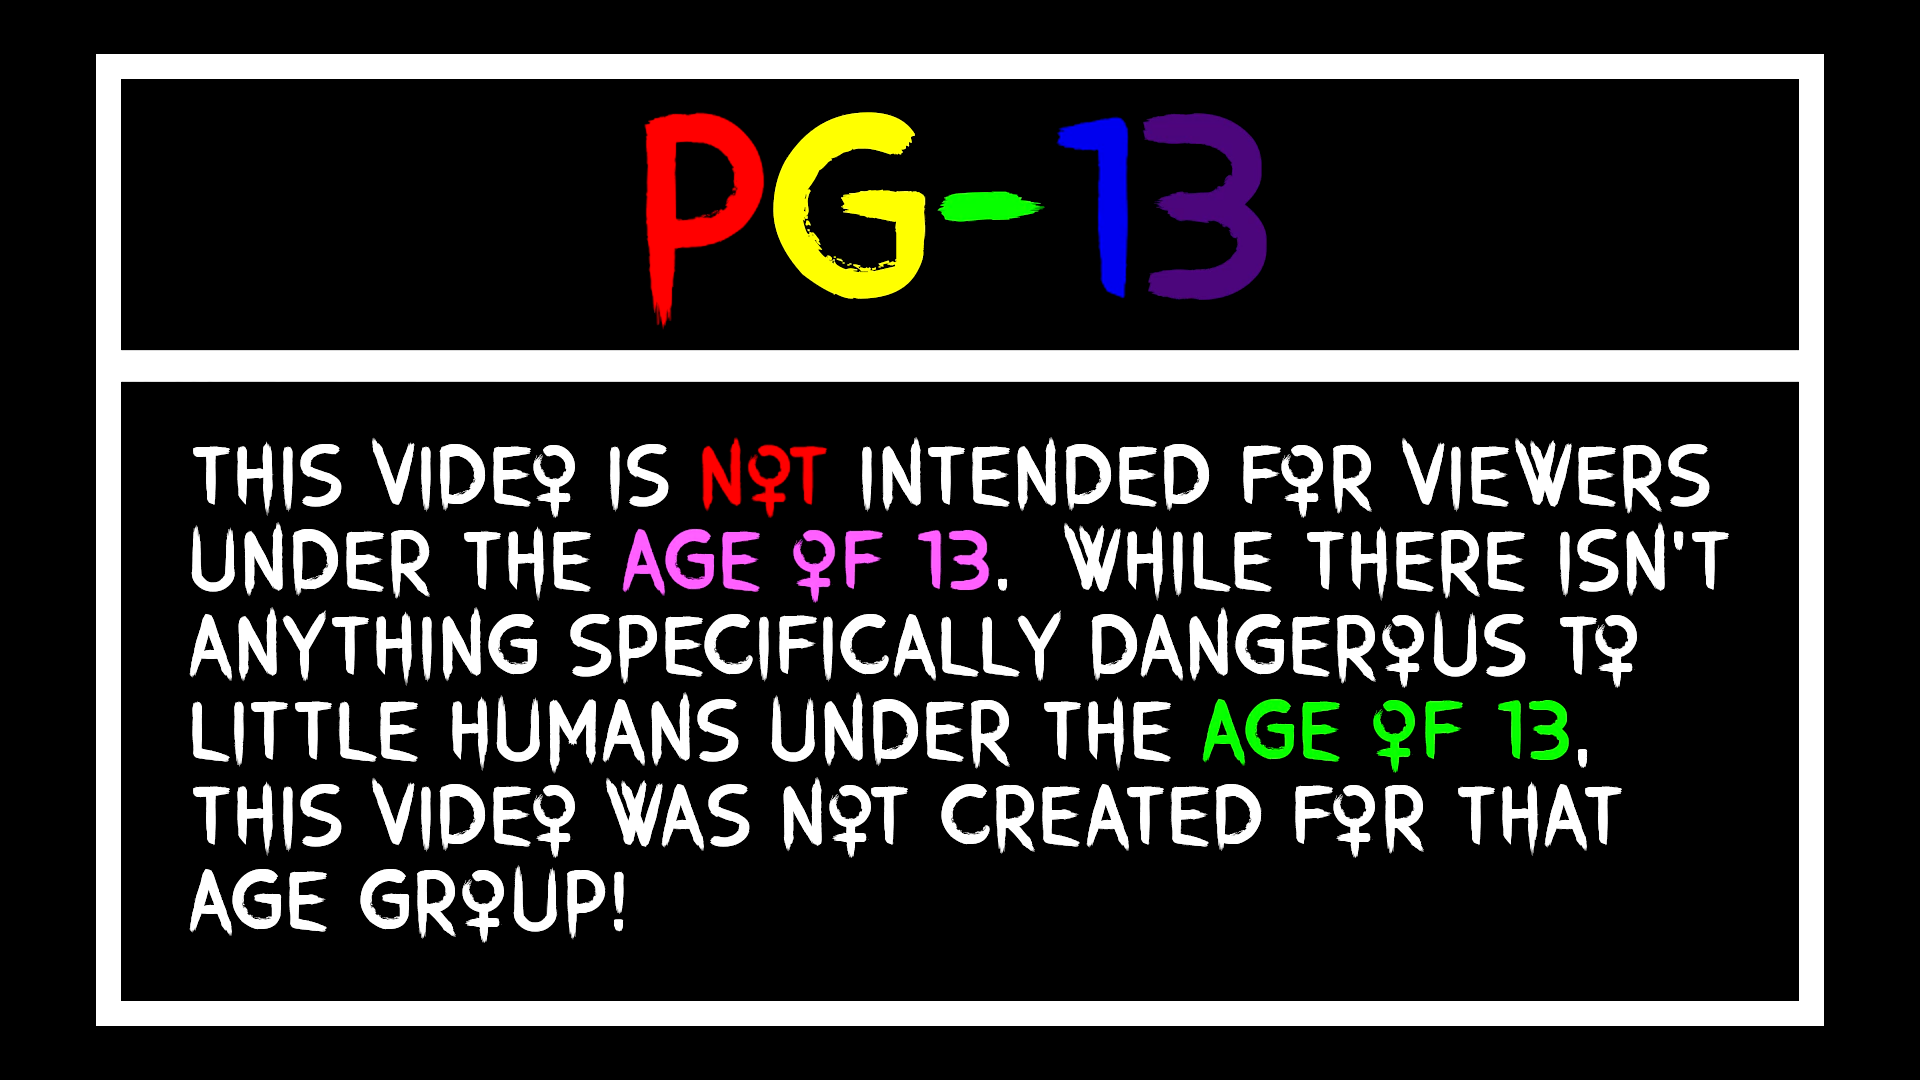 PG-13
THIS VIDEO IS NOT INTENDED FOR VIEWERS
UNDER THE AGE OF 13.  WHILE THERE ISN'T
ANYTHING SPECIFICALLY DANGEROUS TO
LITTLE HUMANS UNDER THE AGE OF 13,
THIS VIDEO WAS NOT CREATED FOR THAT
AGE GROUP!